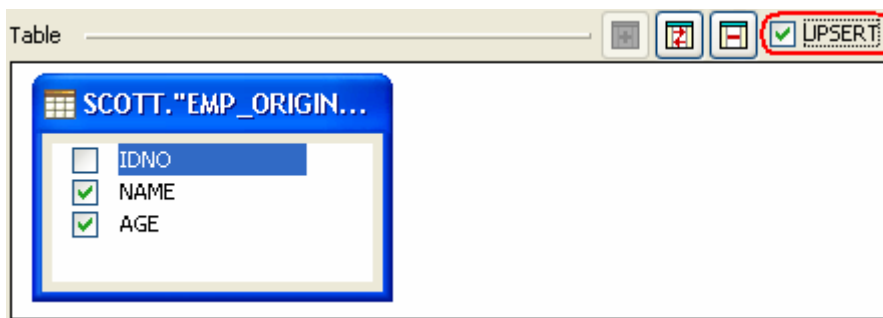 Table UPSERT
SCOTT."EMP_ORIGIN...
IDNO
NAME
AGE